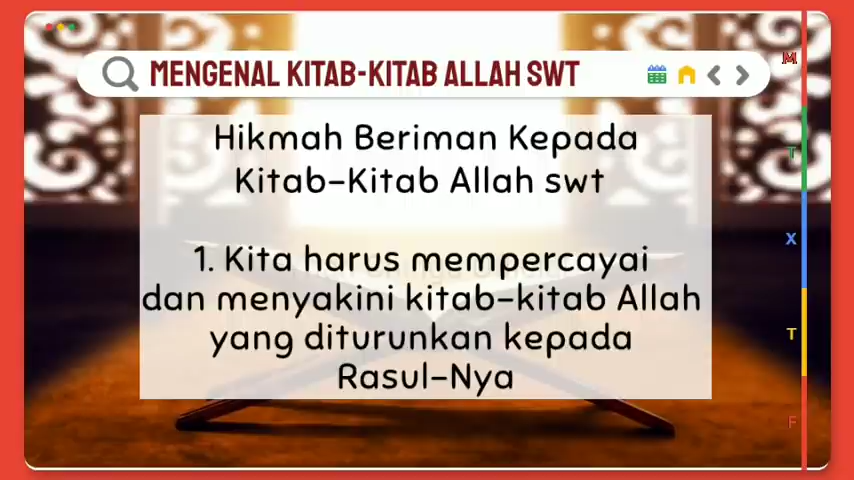 MENGENAL KITAB-KITAB ALLAH SWT
Hikmah Beriman Kepada
Kitab-Kitab Allah swt
1. Kita harus mempercayai
dan menyakini kitab-kitab Allah
yang diturunkan kepada
Rasul-Nya
M
T
X
T
F